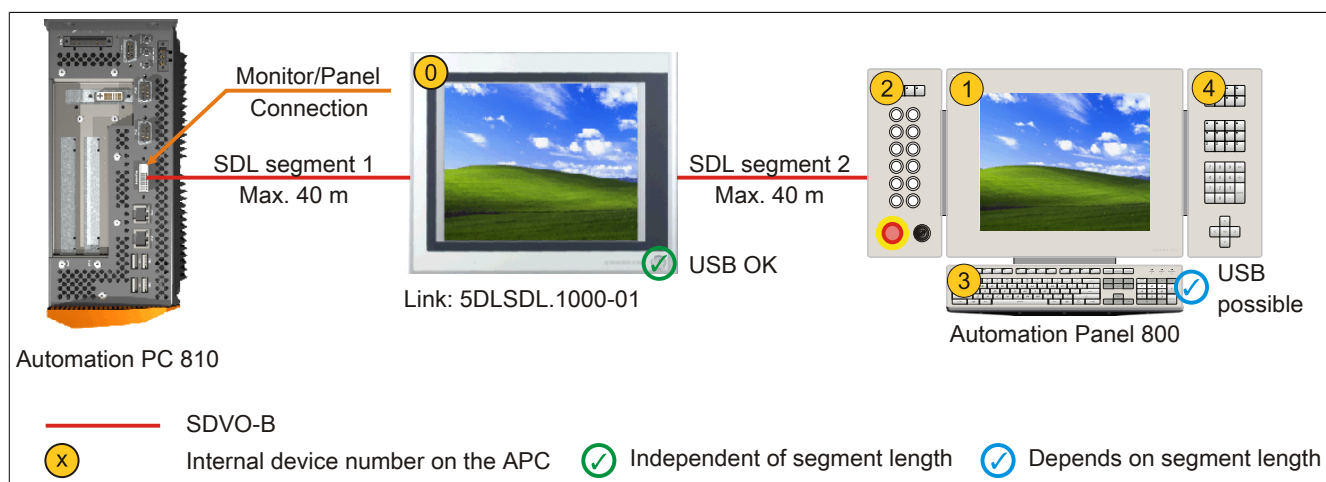 Monitor/Panel
Connection
SDL segment 1
Max. 40 m
0
USB OK
Link: 5DLSDL.1000-01
SDL segment 2
Max. 40 m
2
1
4
3
USB
possible
Automation Panel 800
Automation PC 810
SDVO-B
x
Internal device number on the APC
Independent of segment length
Depends on segment length